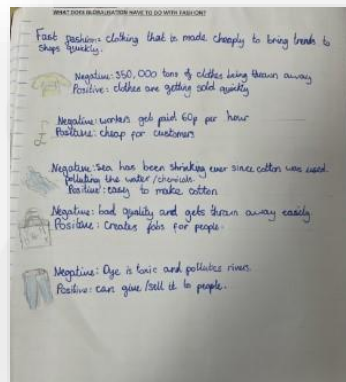 WHAT DOES GLOBALISATION HAVE TO DO WITH FASHION?
Fast fashion: clothing that is made cheaply to bring trends to
shops quickly.
Negative: 350,000 tons of clothes being thrown away
Positive: clothes are getting sold quickly
Negative: workers get paid 60p per hour
Positive: cheap for customers
Negative: Sea has been shrinking ever since cotton was used.
polluting the water/chemicals.
Positive: easy to make cotton
Negative: bad quality and gets thrown away easily
Positive: Creates jobs for people.
Negative: Dye is toxic and pollutes rivers.
Positive: can give/sell it to people.